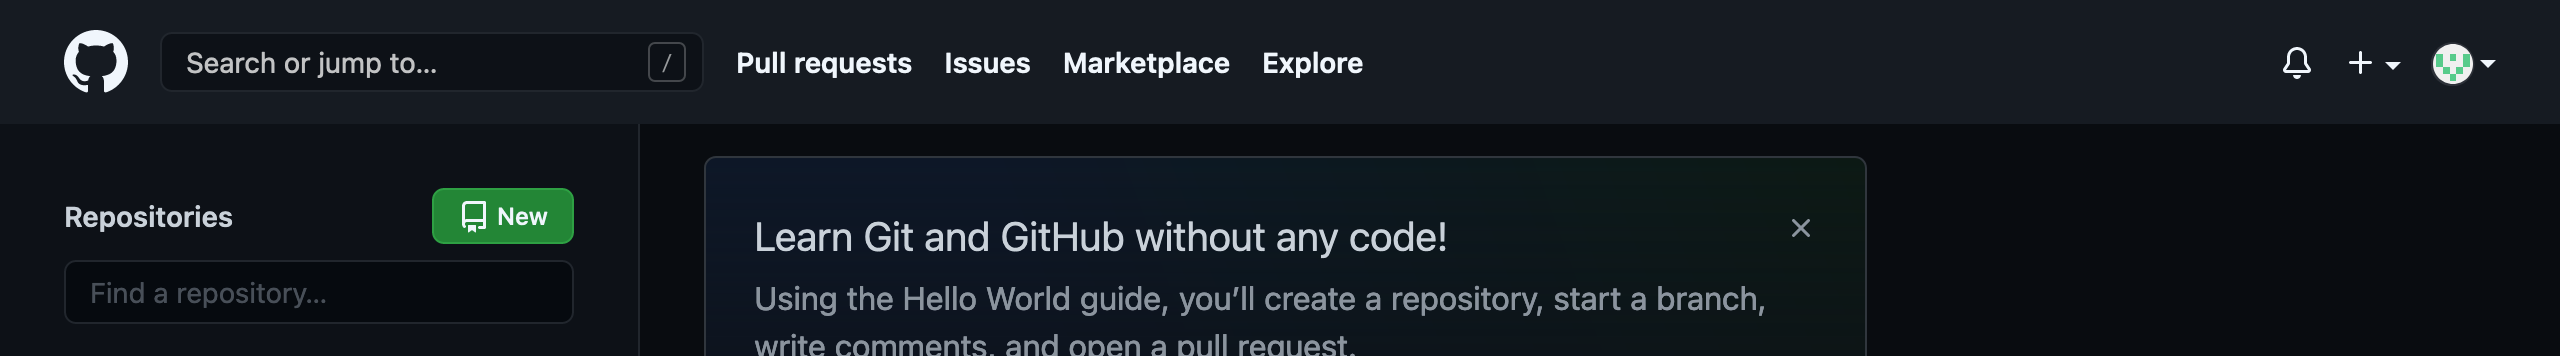 Search or jump to... /
Pull requests
Issues
Marketplace
Explore
Repositories
New
Find a repository...
Learn Git and GitHub without any code!
Using the Hello World guide, you’ll create a repository, start a branch,
write comments, and open a pull request.